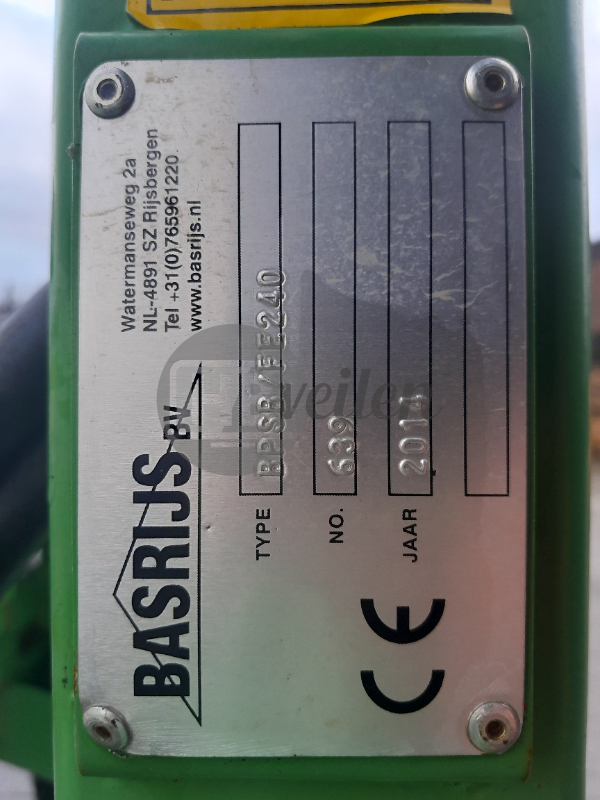 BASRIJS BV
Watermanseweg 2a
NL-4891 SZ Rijsbergen
Tel +31(0)765961220
www.basrijs.nl
TYPE BPSB/FE240
NO. 639
JAAR 2014
CE